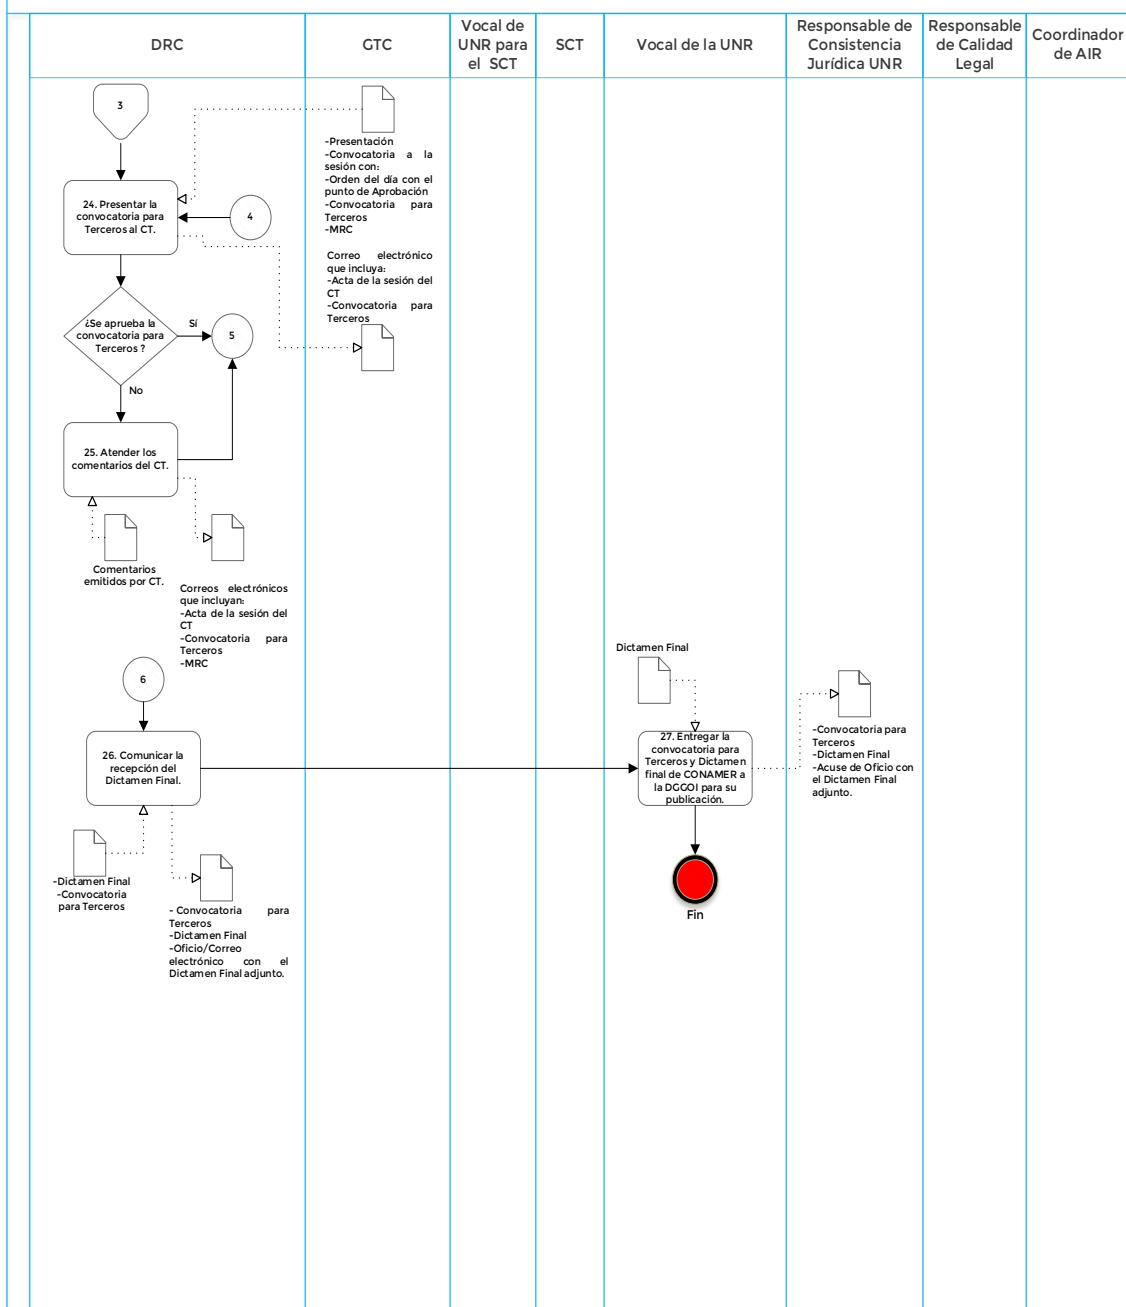 DRC
GTC
Vocal de
UNR para
el SCT
SCT
Vocal de la UNR
Responsable de
Consistencia
Jurídica UNR
Responsable
de Calidad
Legal
Coordinador
de AIR
3
-Presentación
-Convocatoria a la
sesión con:
-Orden del día con el
punto de Aprobación
-Convocatoria para
Terceros
-MRC
24. Presentar la
convocatoria para
Terceros al CT.
4
Correo electrónico
que incluya:
-Acta de la sesión del
CT
-Convocatoria para
Terceros
¿Se aprueba la
convocatoria para
Terceros ?
Sí
5
No
25. Atender los
comentarios del CT.
Comentarios
emitidos por CT.
Correos electrónicos
que incluyan:
-Acta de la sesión del
CT
-Convocatoria para
Terceros
-MRC
6
Dictamen Final
26. Comunicar la
recepción del
Dictamen Final.
27. Entregar la
convocatoria para
Terceros y Dictamen
final de CONAMER a
la DGGOI para su
publicación.
-Convocatoria para
Terceros
-Dictamen Final
-Acuse de Oficio con
el Dictamen Final
adjunto.
-Dictamen Final
-Convocatoria
para Terceros
- Convocatoria para
Terceros
-Dictamen Final
-Oficio/Correo
electrónico con el
Dictamen Final adjunto.
Fin